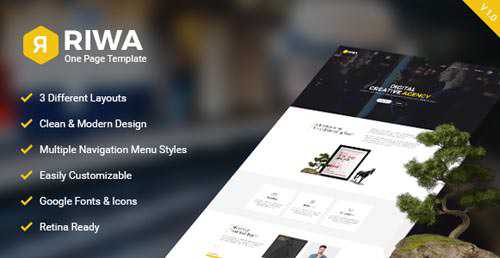 Я RIWA
One Page Template
V 1.0
3 Different Layouts
Clean & Modern Design
Multiple Navigation Menu Styles
Easily Customizable
Google Fonts & Icons
Retina Ready
DIGITAL
CREATIVE AGENCY